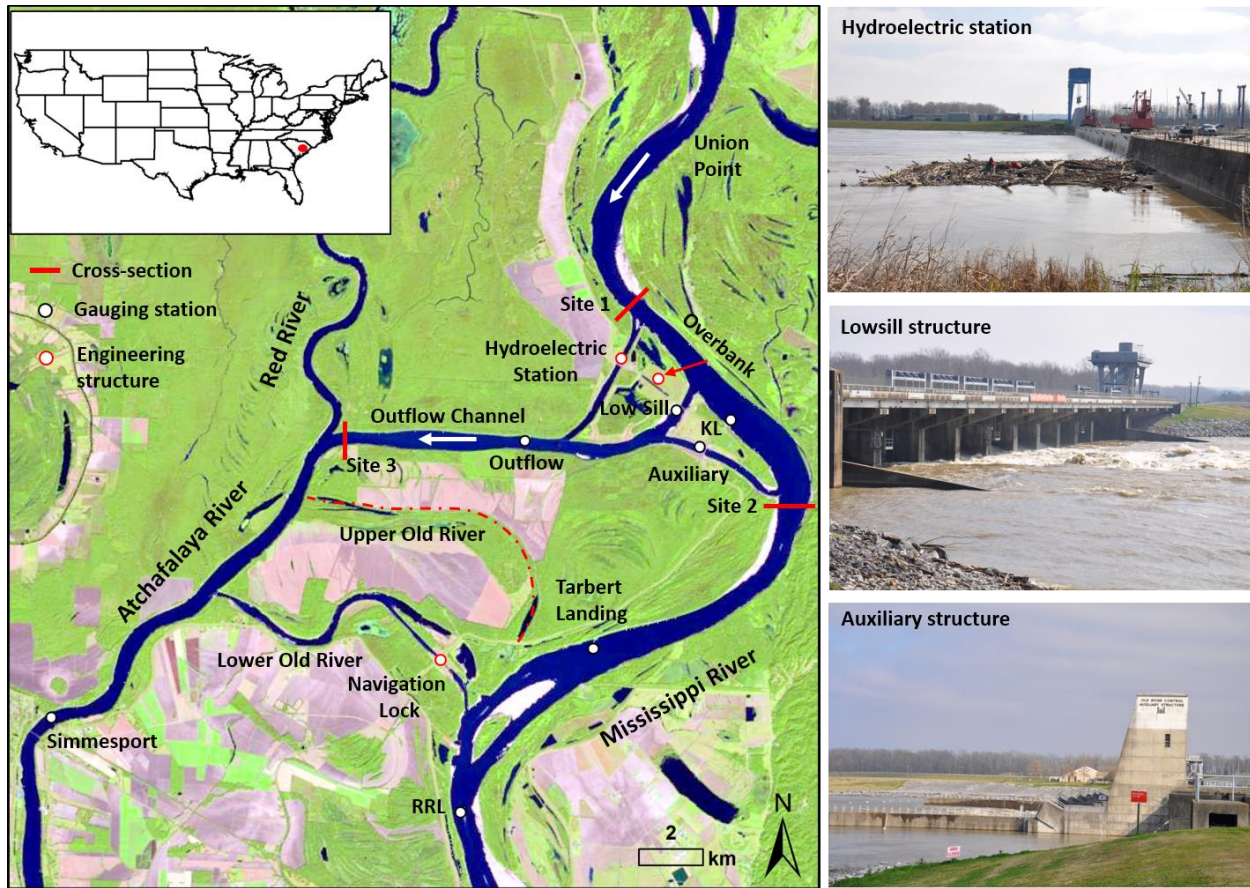 Union
Point
Cross-section
Gauging station
Engineering
structure
Red River
Site 1
Overbank
Hydroelectric
Station
Low Sill
KL
Outflow Channel
Outflow
Auxiliary
Site 3
Site 2
Upper Old River
Atchafalaya River
Tarbert
Landing
Lower Old River
Navigation
Lock
Mississippi River
Simmesport
RRL
N
2
km
Hydroelectric station
Lowsill structure
Auxiliary structure
OLD RIVER CONTROL
AUXILIARY STRUCTURE